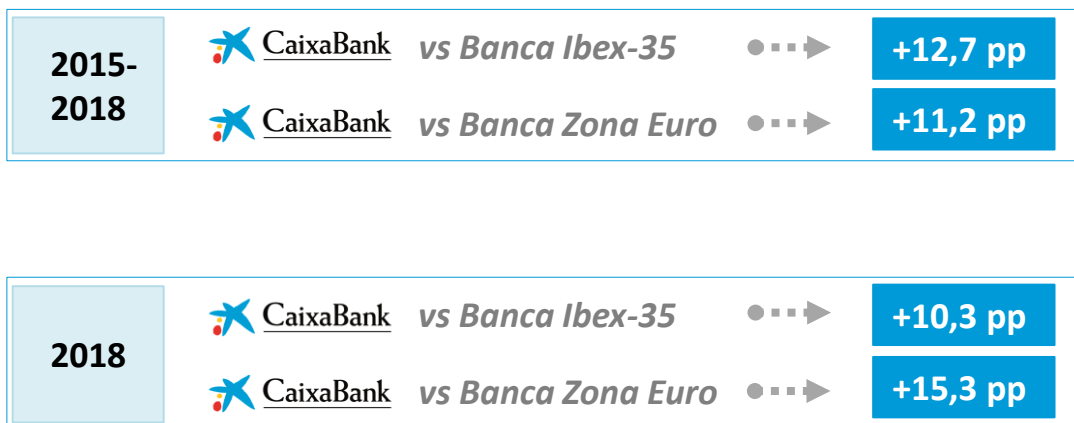 2015-
2018
CaixaBank vs Banca Ibex-35 +12,7 pp
CaixaBank vs Banca Zona Euro +11,2 pp
2018
CaixaBank vs Banca Ibex-35 +10,3 pp
CaixaBank vs Banca Zona Euro +15,3 pp